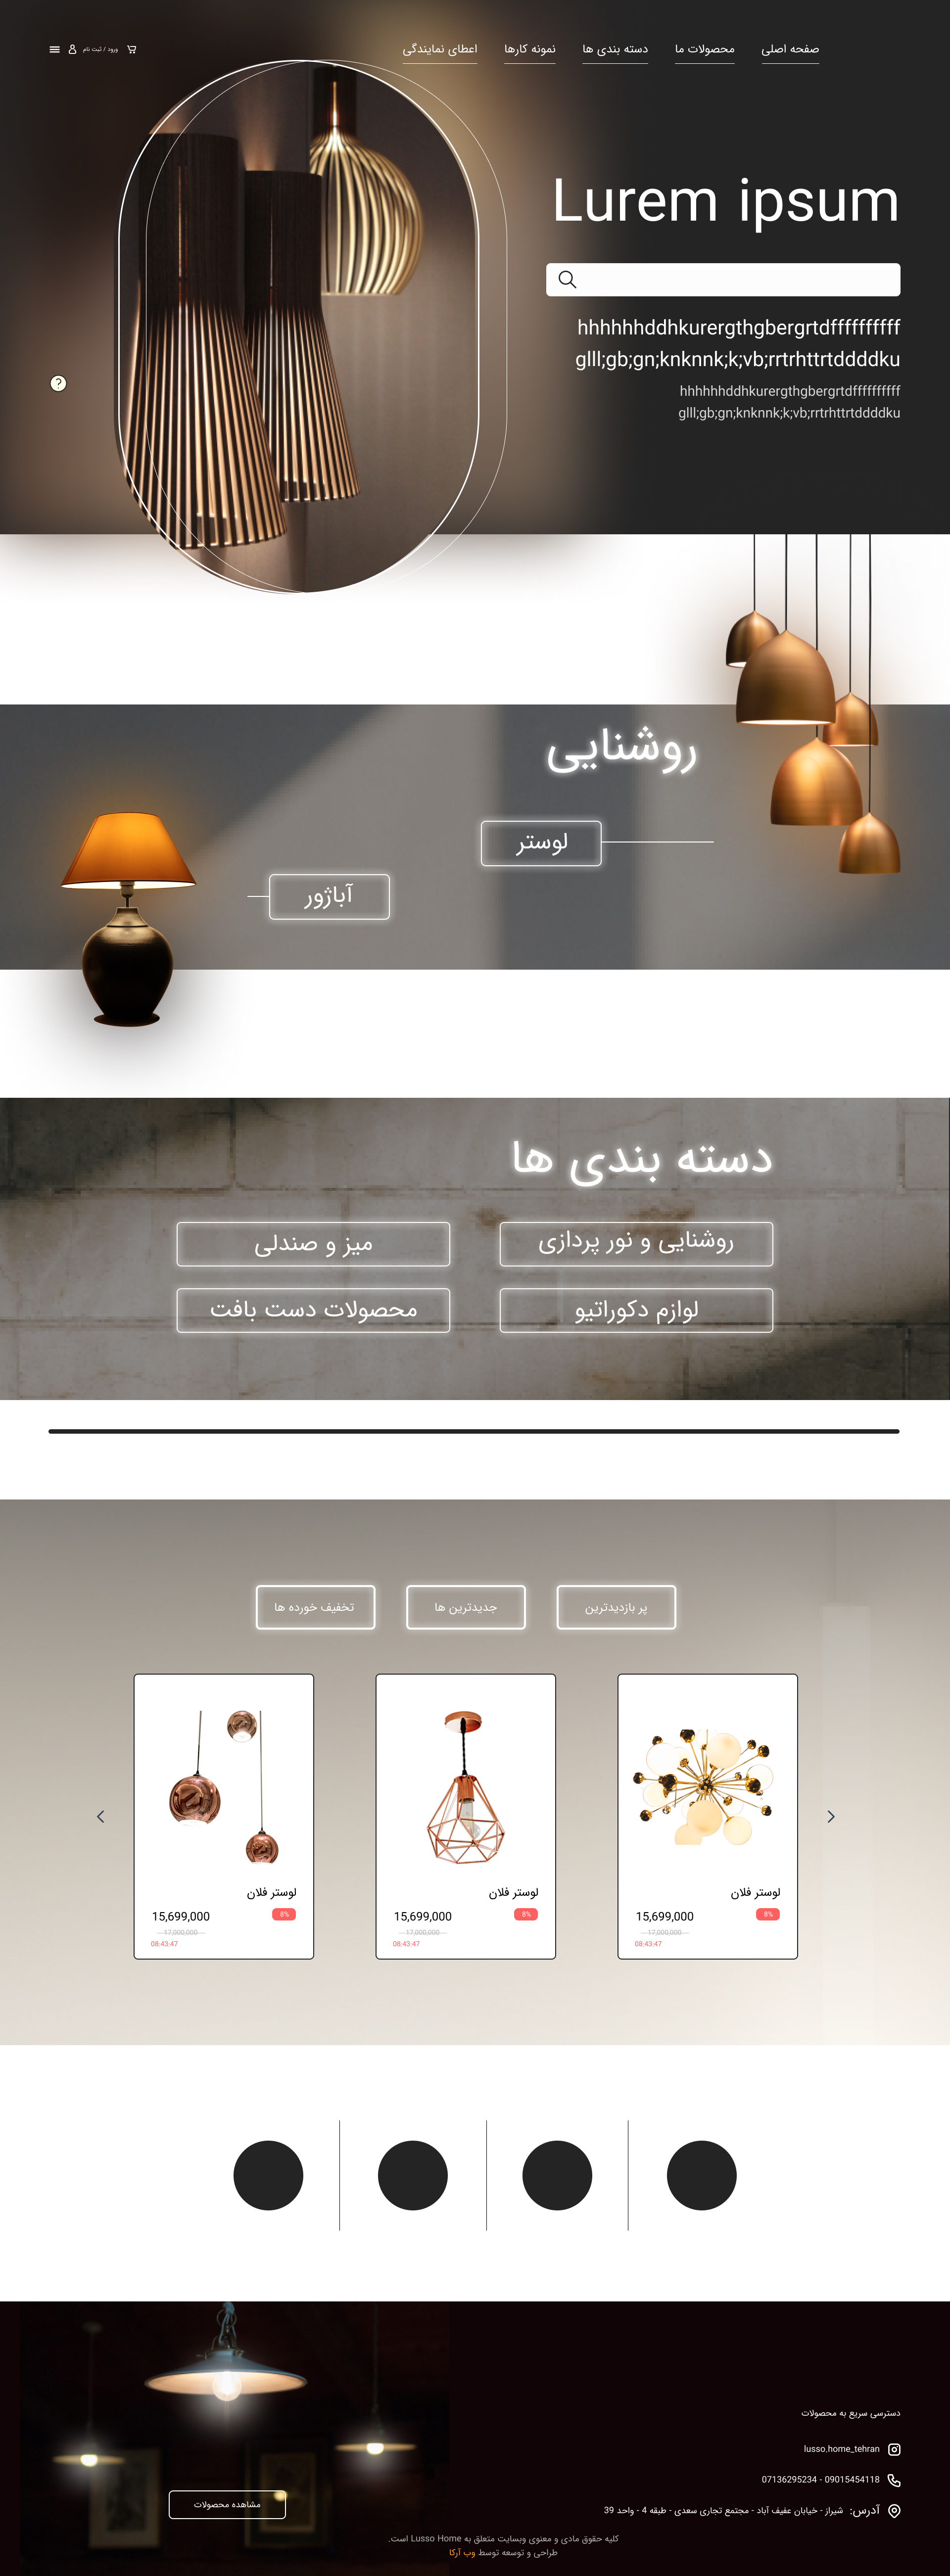 صفحه اصلی
محصولات ما
دسته بندی ها
نمونه کارها
اعطای نمایندگی
ورود / ثبت نام
Lurem ipsum
hhhhhhddhkurergthgbergrtdffffffffff
glll;gb;gn;knknnk;k;vb;rrtrhttrtddddku
hhhhhhddhkurergthgbergrtdffffffffff
glll;gb;gn;knknnk;k;vb;rrtrhttrtddddku
?
روشنایی
لوستر
آباژور
دسته بندی ها
روشنایی و نور پردازی
میز و صندلی
لوازم دکوراتیو
محصولات دست بافت
پر بازدیدترین
جدیدترین ها
تخفیف خورده ها
لوستر فلان
8%
15,699,000
17,000,000
08:43:47
لوستر فلان
8%
15,699,000
17,000,000
08:43:47
لوستر فلان
8%
15,699,000
17,000,000
08:43:47
دسترسی سریع به محصولات
lusso.home_tehran
07136295234 - 09015454118
آدرس: شیراز - خیابان عفیف آباد - مجتمع تجاری سعدی - طبقه 4 - واحد 39
مشاهده محصولات
کلیه حقوق مادی و معنوی وبسایت متعلق به Lusso Home است.
طراحی و توسعه توسط وب آرکا